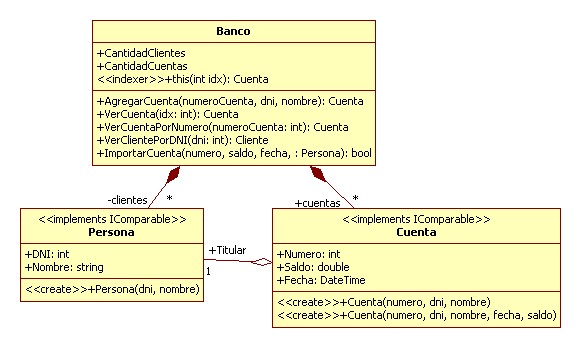 Banco
+CantidadClientes
+CantidadCuentas
<<indexer>>+this(int idx): Cuenta
+AgregarCuenta(numeroCuenta, dni, nombre): Cuenta
+VerCuenta(idx: int): Cuenta
+VerCuentaPorNumero(numeroCuenta: int): Cuenta
+VerClientePorDNI(dni: int): Cliente
+ImportarCuenta(numero, saldo, fecha, : Persona): bool
-clientes
*
+cuentas
*
<<implements IComparable>>
Persona
+DNI: int
+Nombre: string
<<create>>+Persona(dni, nombre)
+Titular
1
<<implements IComparable>>
Cuenta
+Numero: int
+Saldo: double
+Fecha: DateTime
<<create>>+Cuenta(numero, dni, nombre)
<<create>>+Cuenta(numero, dni, nombre, fecha, saldo)